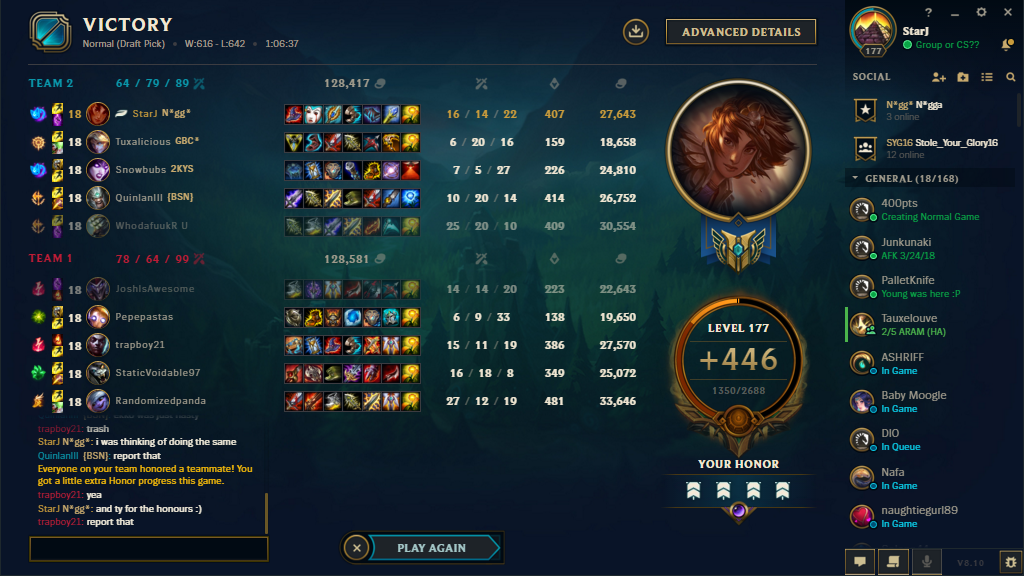 VICTORY
Normal (Draft Pick) • W:616 - L:642 • 1:06:37
ADVANCED DETAILS
TEAM 2 64 / 79 / 89 128,417
18 StarJ N*gg* 16 / 14 / 22 407 27,643
18 Tuxalicious GBC* 6 / 20 / 16 159 18,658
18 Snowbubs 2KYS 7 / 5 / 27 226 24,810
18 QuinlanIII {BSN} 10 / 20 / 14 414 26,752
18 WhodafuukR U 25 / 20 / 10 409 30,554
TEAM 1 78 / 64 / 99 128,581
18 JoshIsAwesome 14 / 14 / 20 223 22,643
18 Pepepastas 6 / 9 / 33 138 19,650
18 trapboy21 15 / 11 / 19 386 27,570
18 StaticVoidable97 16 / 18 / 8 349 25,072
18 Randomizedpanda 27 / 12 / 19 481 33,646
trapboy21: trash
StarJ N*gg*: i was thinking of doing the same
QuinlanIII {BSN}: report that
Everyone on your team honored a teammate! You
got a little extra Honor progress this game.
trapboy21: yea
StarJ N*gg*: and ty for the honours :)
trapboy21: report that
PLAY AGAIN
LEVEL 177
+446
1350/2688
YOUR HONOR
177
StarJ
Group or CS??
SOCIAL
N*gg* N*gga
3 online
SYG16 Stole_Your_Glory16
12 online
GENERAL (18/168)
400pts
Creating Normal Game
Junkunaki
AFK 3/24/18
PalletKnife
Young was here :P
Tauxelouve
2/5 ARAM (HA)
ASHRIFF
In Game
Baby Moogle
In Game
DIO
In Queue
Nafa
In Game
naughtiegurl89
In Game
V8.10